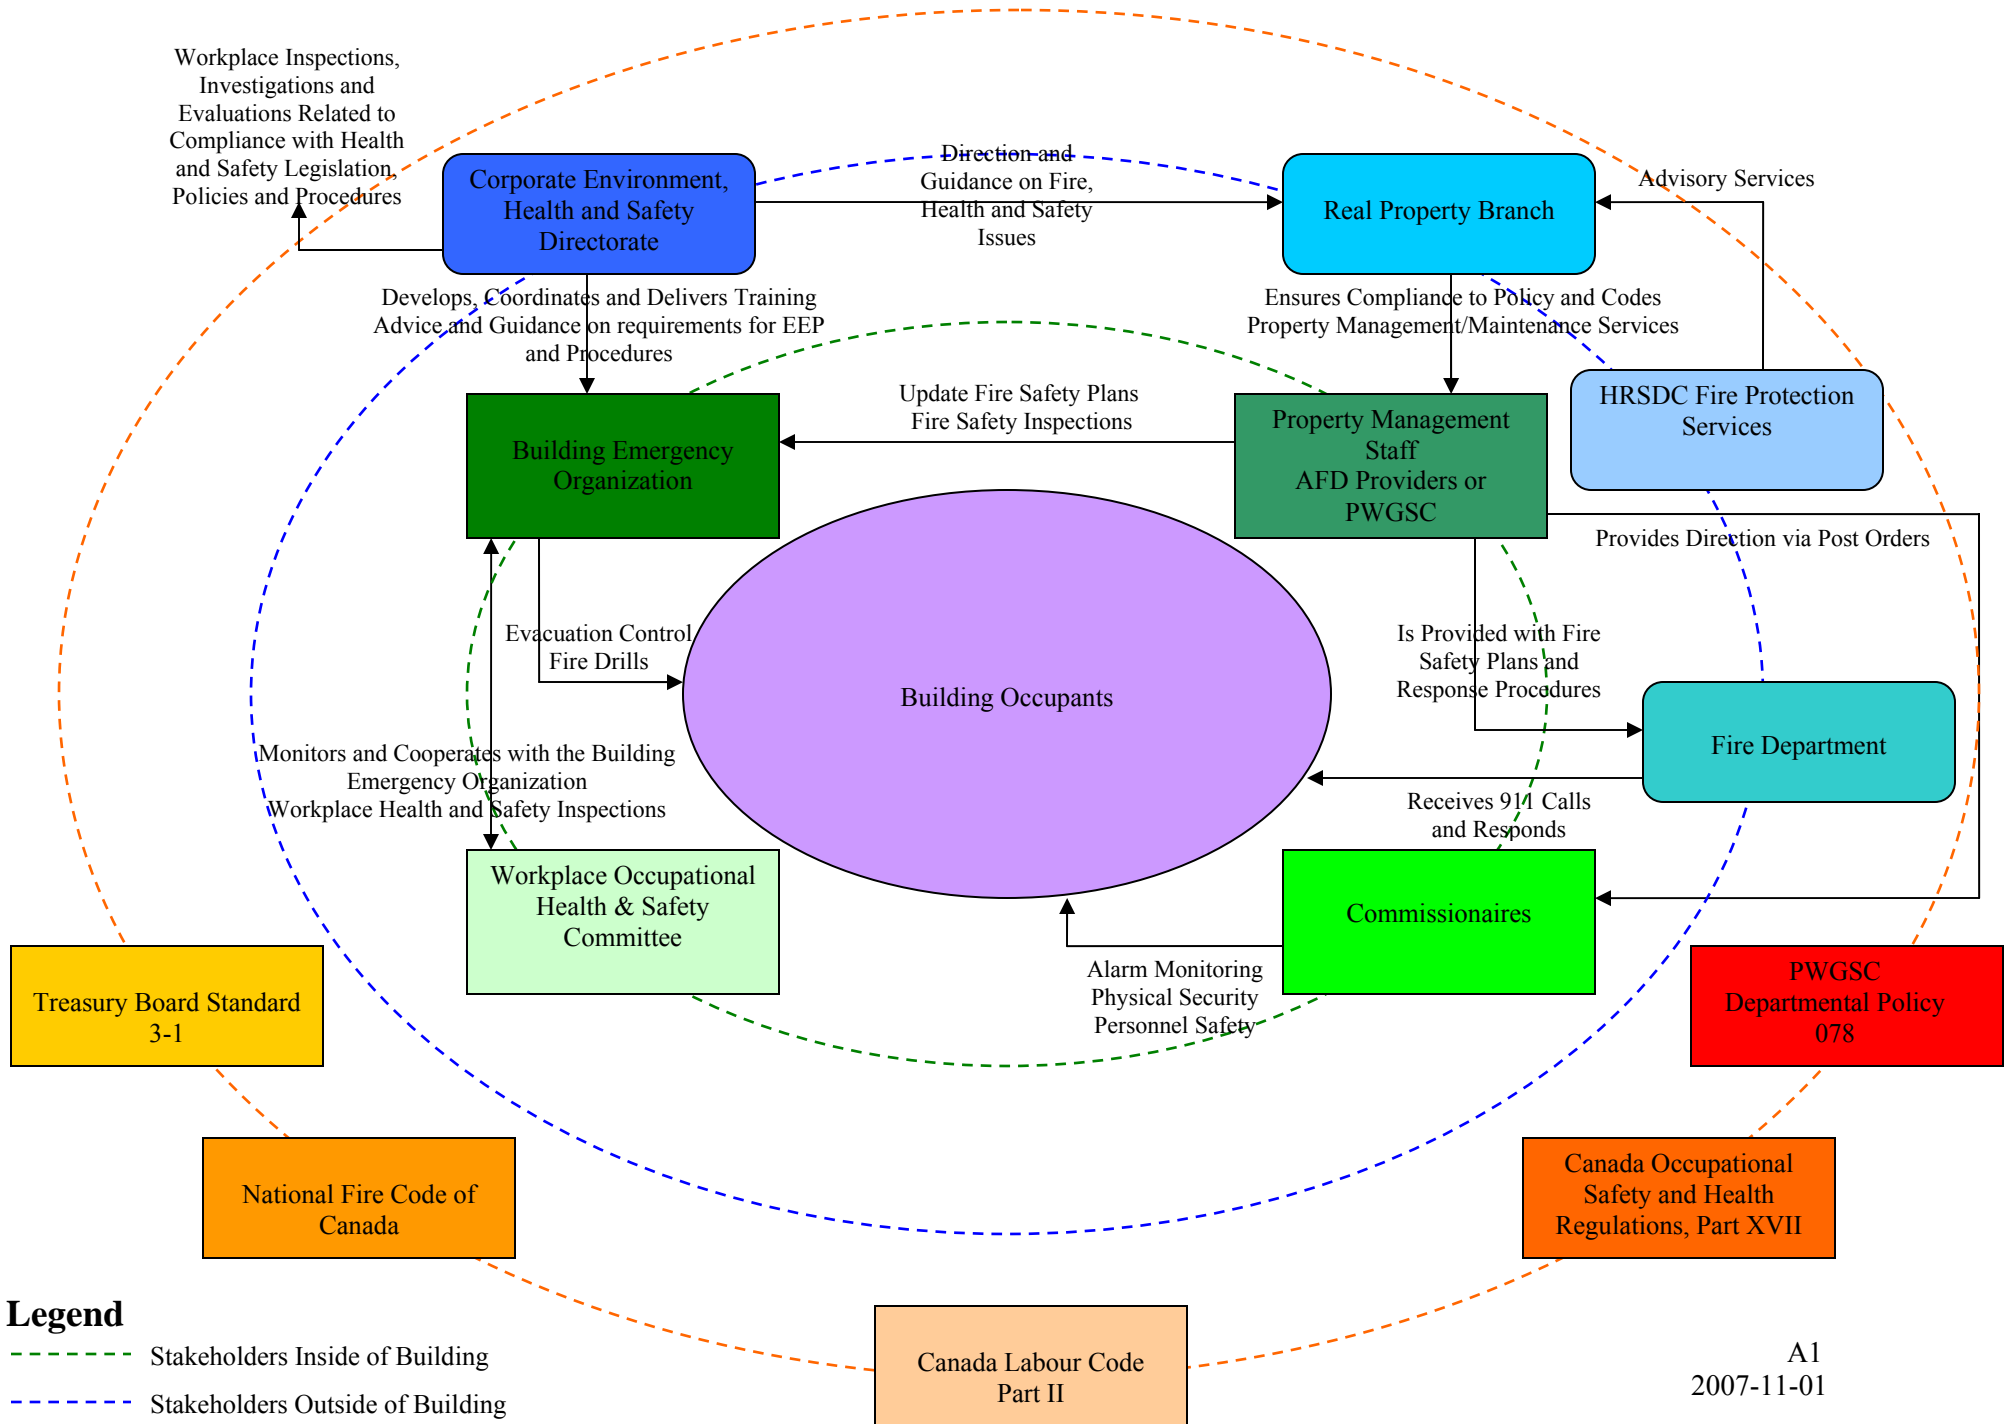 Workplace Inspections,
Investigations and
Evaluations Related to
Compliance with Health
and Safety Legislation,
Policies and Procedures
Corporate Environment,
Health and Safety
Directorate
Direction and
Guidance on Fire,
Health and Safety
Issues
Real Property Branch
Advisory Services
Develops, Coordinates and Delivers Training
Advice and Guidance on requirements for EEP
and Procedures
Ensures Compliance to Policy and Codes
Property Management/Maintenance Services
HRSDC Fire Protection
Services
Building Emergency
Organization
Update Fire Safety Plans
Fire Safety Inspections
Property Management
Staff
AFD Providers or
PWGSC
Provides Direction via Post Orders
Evacuation Control
Fire Drills
Building Occupants
Is Provided with Fire
Safety Plans and
Response Procedures
Fire Department
Monitors and Cooperates with the Building
Emergency Organization
Workplace Health and Safety Inspections
Receives 911 Calls
and Responds
Workplace Occupational
Health & Safety
Committee
Commissionaires
Alarm Monitoring
Physical Security
Personnel Safety
Treasury Board Standard
3-1
PWGSC
Departmental Policy
078
National Fire Code of
Canada
Canada Occupational
Safety and Health
Regulations, Part XVII
Canada Labour Code
Part II
Legend
Stakeholders Inside of Building
Stakeholders Outside of Building
A1
2007-11-01